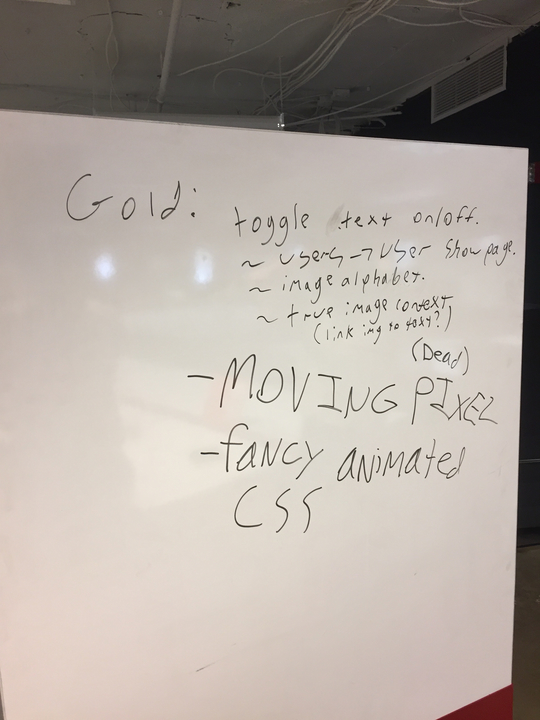 Gold: toggle text on/off.
~ users → User Show page.
~ image alphabet.
~ true image context
(link img to text?)
(Dead)
- MOVING PIXEL
- fancy animated
CSS